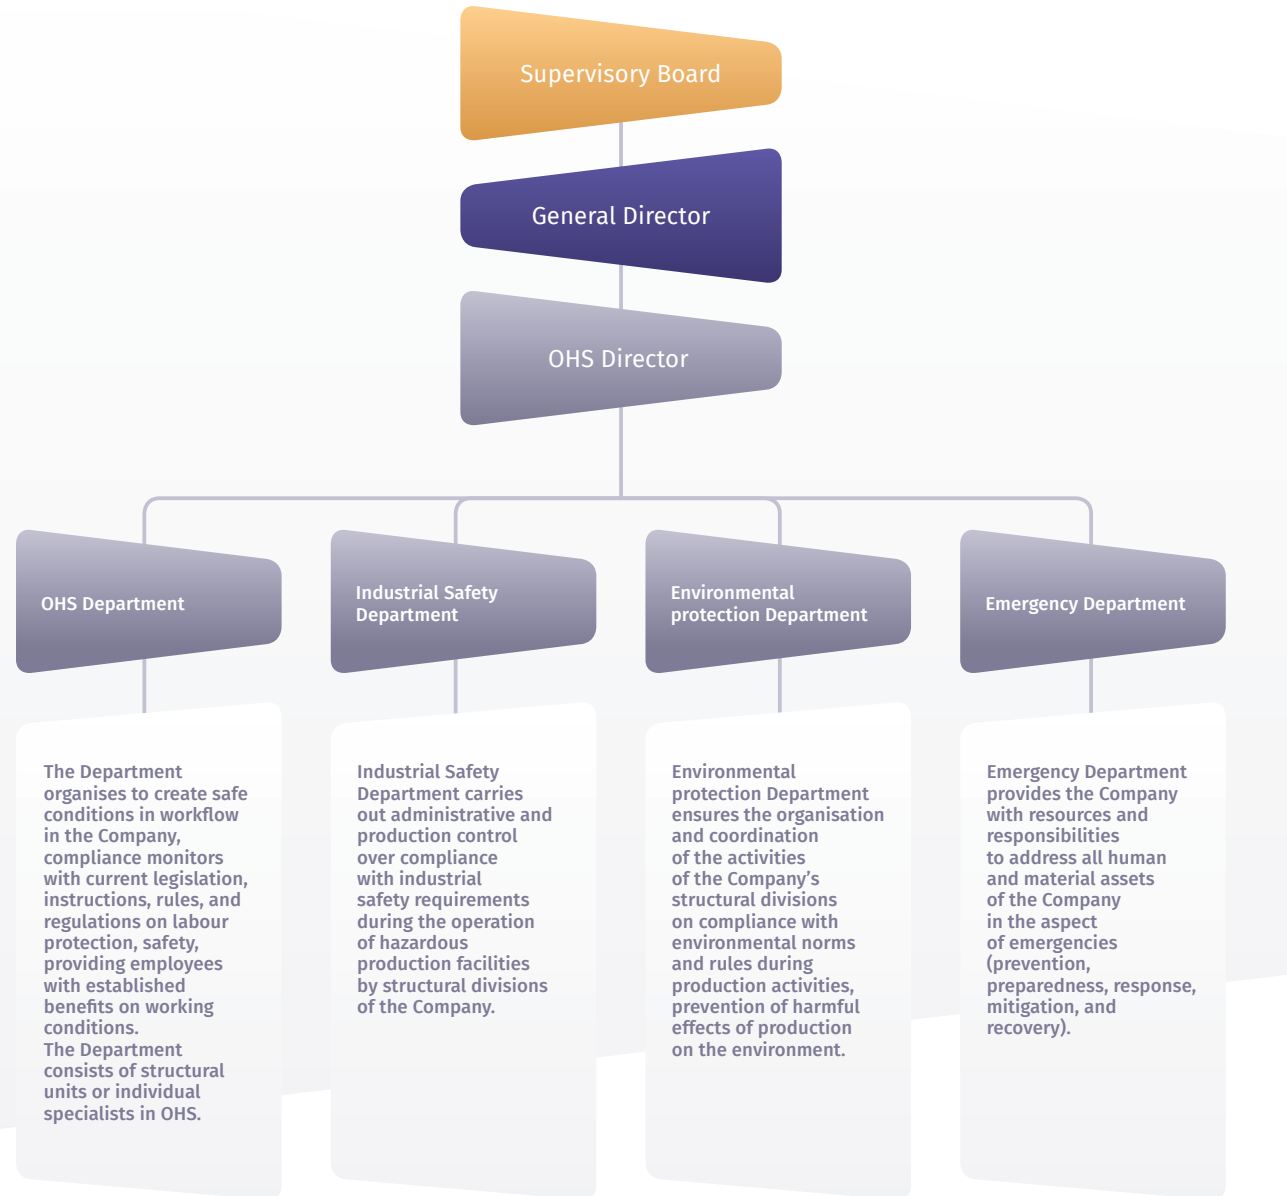 Supervisory Board
General Director
OHS Director
OHS Department
Industrial Safety
Department
Environmental
protection Department
Emergency Department
The Department
organises to create safe
conditions in workflow
in the Company,
compliance monitors
with current legislation,
instructions, rules, and
regulations on labour
protection, safety,
providing employees
with established
benefits on working
conditions.
The Department
consists of structural
units or individual
specialists in OHS.
Industrial Safety
Department carries
out administrative and
production control
over compliance
with industrial
safety requirements
during the operation
of hazardous
production facilities
by structural divisions
of the Company.
Environmental
protection Department
ensures the organisation
and coordination
of the activities
of the Company’s
structural divisions
on compliance with
environmental norms
and rules during
production activities,
prevention of harmful
effects of production
on the environment.
Emergency Department
provides the Company
with resources and
responsibilities
to address all human
and material assets
of the Company
in the aspect
of emergencies
(prevention,
preparedness, response,
mitigation, and
recovery).